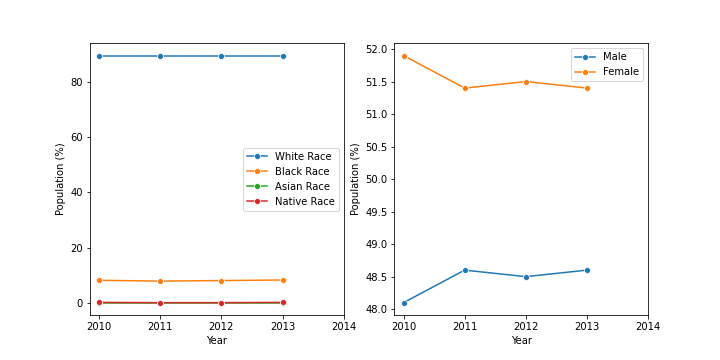 80
60
40
20
0
Population (%)
2010 2011 2012 2013 2014
Year
White Race
Black Race
Asian Race
Native Race
52.0
51.5
51.0
50.5
50.0
49.5
49.0
48.5
48.0
Population (%)
2010 2011 2012 2013 2014
Year
Male
Female